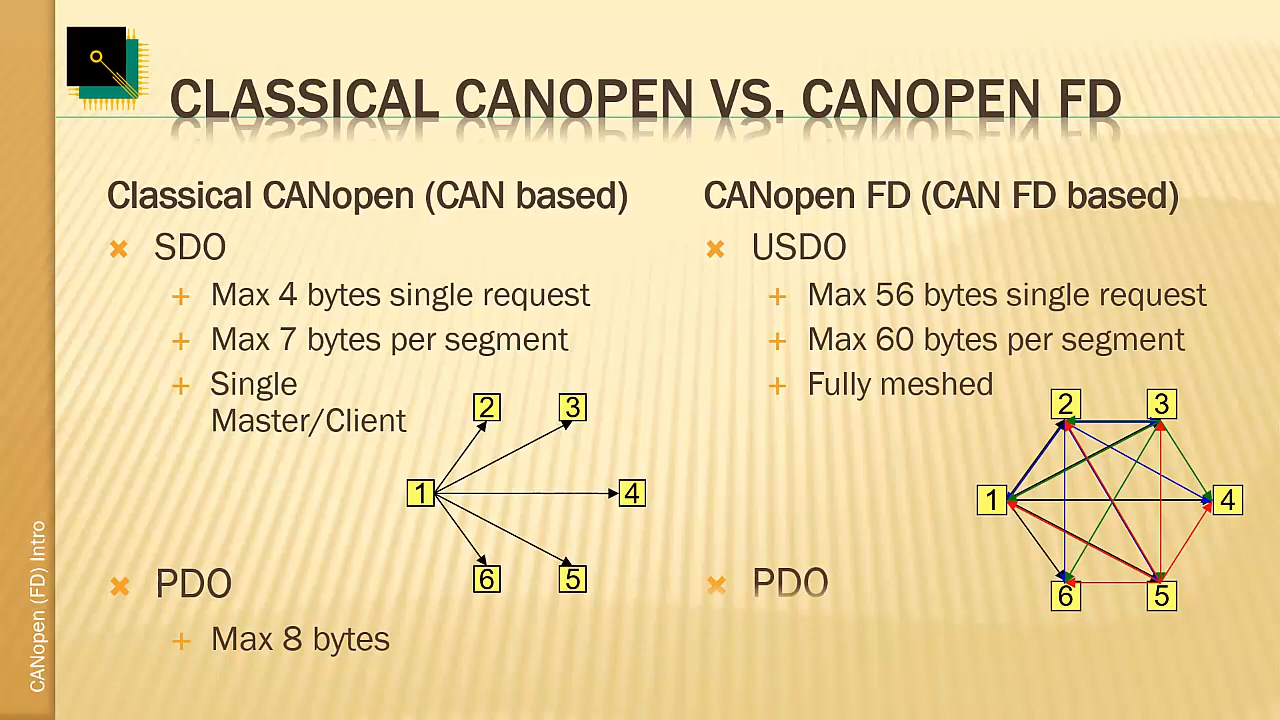 CLASSICAL CANOPEN VS. CANOPEN FD
Classical CANopen (CAN based)
SDO
Max 4 bytes single request
Max 7 bytes per segment
Single
Master/Client
2
3
1
4
6
5
PDO
Max 8 bytes
CANopen FD (CAN FD based)
USDO
Max 56 bytes single request
Max 60 bytes per segment
Fully meshed
2
3
1
4
6
5
PDO
CANopen (FD) Intro